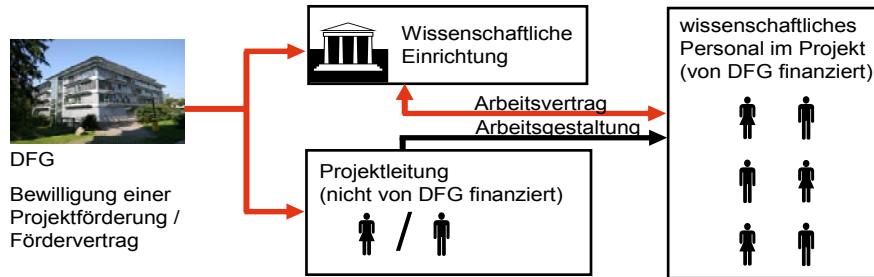 DFG
Bewilligung einer
Projektförderung /
Fördervertrag
Wissenschaftliche
Einrichtung
Arbeitsvertrag
Arbeitsgestaltung
Projektleitung
(nicht von DFG finanziert)
/
wissenschaftliches
Personal im Projekt
(von DFG finanziert)